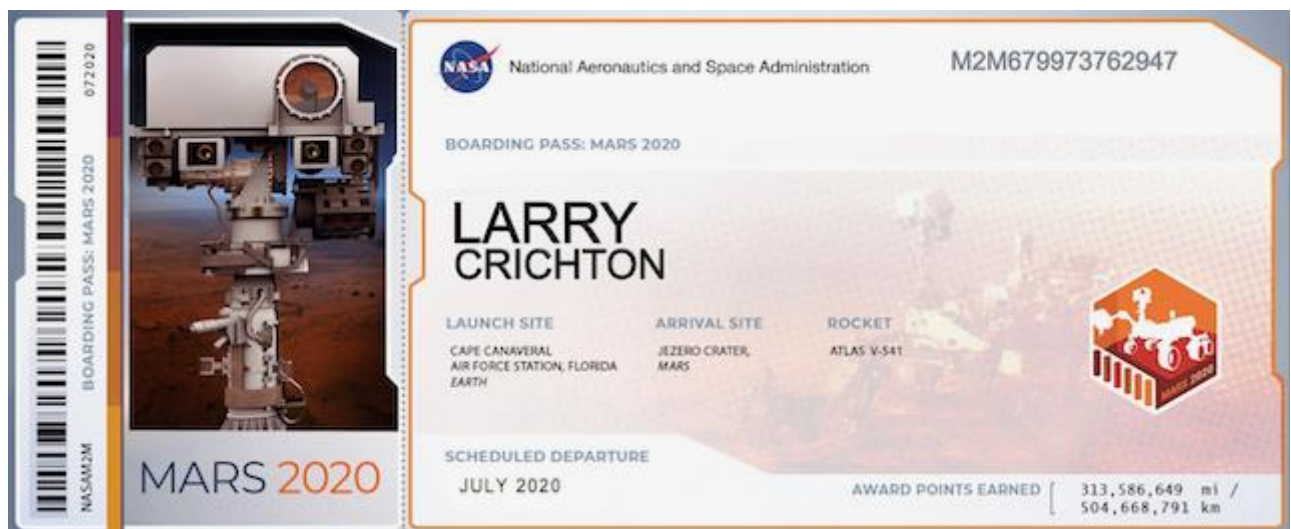 NASAM2M BOARDING PASS: MARS 2020 072020
MARS 2020
NASA
National Aeronautics and Space Administration
M2M679973762947
BOARDING PASS: MARS 2020
LARRY
CRICHTON
LAUNCH SITE
CAPE CANAVERAL
AIR FORCE STATION, FLORIDA
EARTH
ARRIVAL SITE
JEZERO CRATER,
MARS
ROCKET
ATLAS V-541
MARS 2020
SCHEDULED DEPARTURE
JULY 2020
AWARD POINTS EARNED
313,586,649 mi /
504,668,791 km